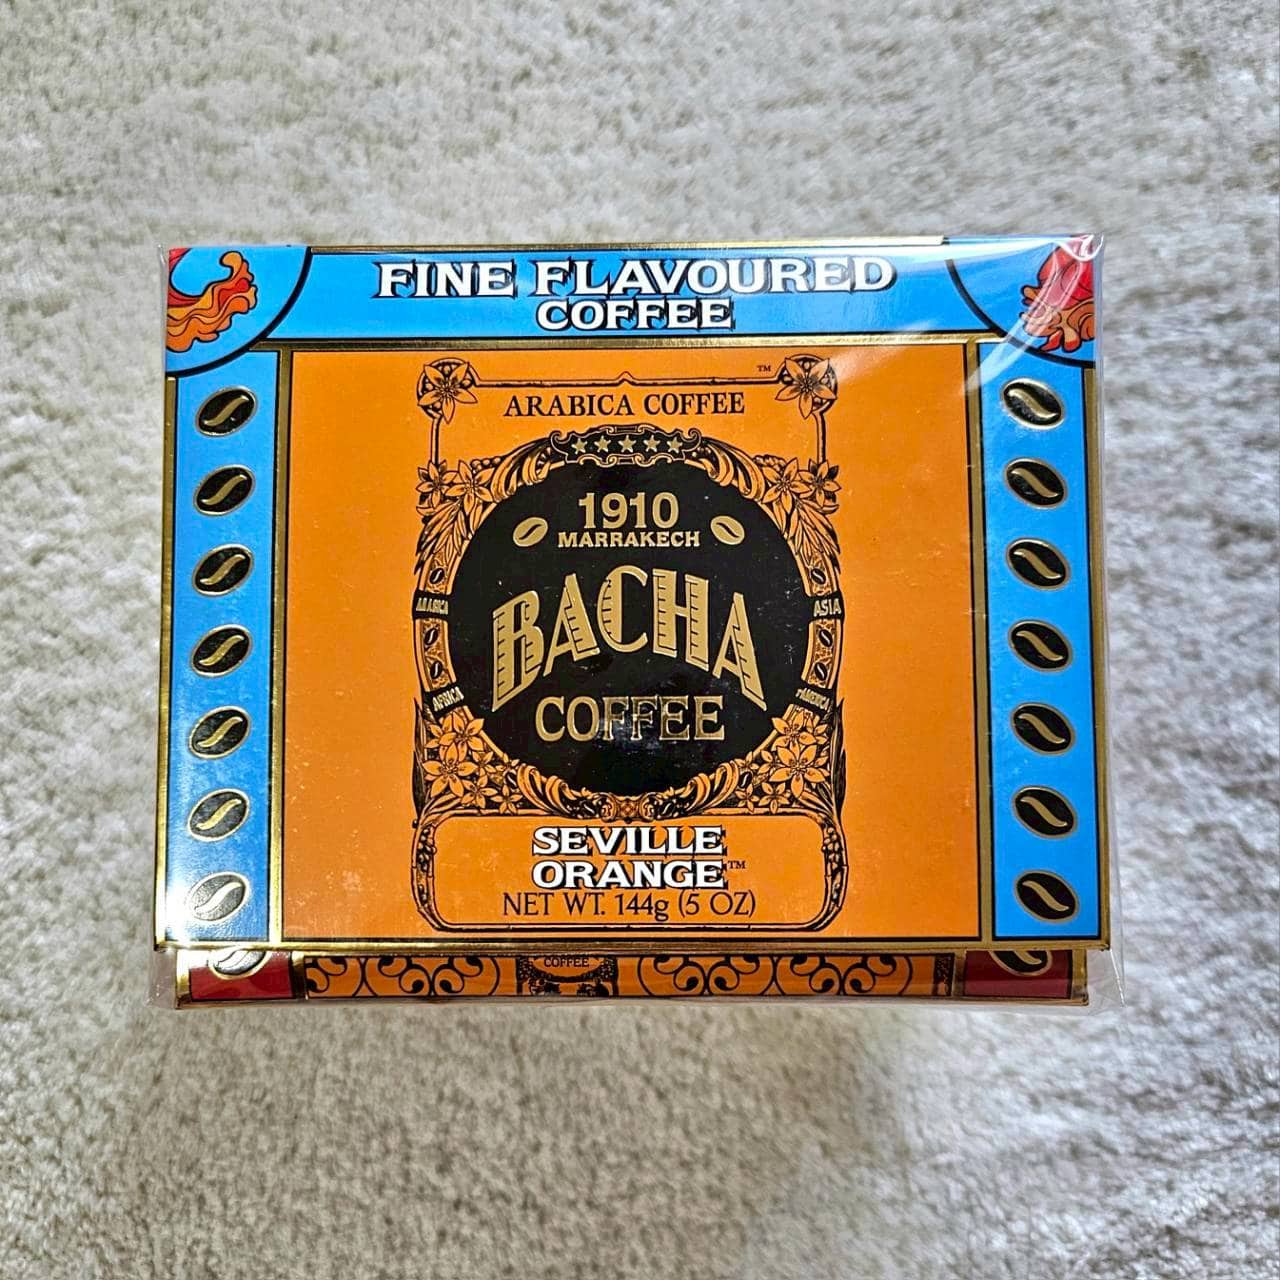 FINE FLAVOURED
COFFEE
™
ARABICA COFFEE
1910
MARRAKECH
ARABICA
ASIA
BACHA
AFRICA
AMERICA
COFFEE
SEVILLE
ORANGE™
NET WT. 144g (5 OZ)
COFFEE